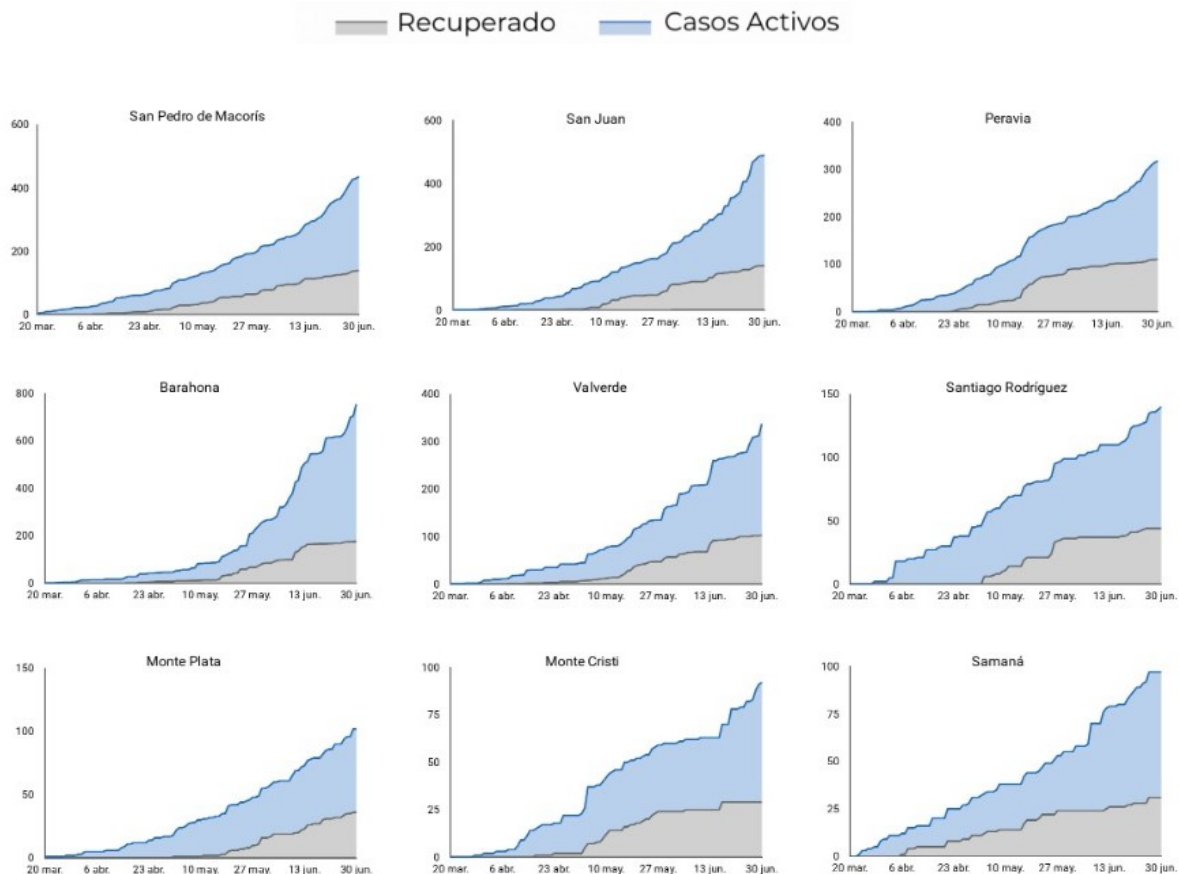 Recuperado Casos Activos
San Pedro de Macorís
600
400
200
0
20 mar. 6 abr. 23 abr. 10 may. 27 may. 13 jun. 30 jun.
San Juan
600
400
200
0
20 mar. 6 abr. 23 abr. 10 may. 27 may. 13 jun. 30 jun.
Peravia
400
300
200
100
0
20 mar. 6 abr. 23 abr. 10 may. 27 may. 13 jun. 30 jun.
Barahona
800
600
400
200
0
20 mar. 6 abr. 23 abr. 10 may. 27 may. 13 jun. 30 jun.
Valverde
400
300
200
100
0
20 mar. 6 abr. 23 abr. 10 may. 27 may. 13 jun. 30 jun.
Santiago Rodríguez
150
100
50
0
20 mar. 6 abr. 23 abr. 10 may. 27 may. 13 jun. 30 jun.
Monte Plata
150
100
50
0
20 mar. 6 abr. 23 abr. 10 may. 27 may. 13 jun. 30 jun.
Monte Cristi
100
75
50
25
0
20 mar. 6 abr. 23 abr. 10 may. 27 may. 13 jun. 30 jun.
Samaná
100
75
50
25
0
20 mar. 6 abr. 23 abr. 10 may. 27 may. 13 jun. 30 jun.